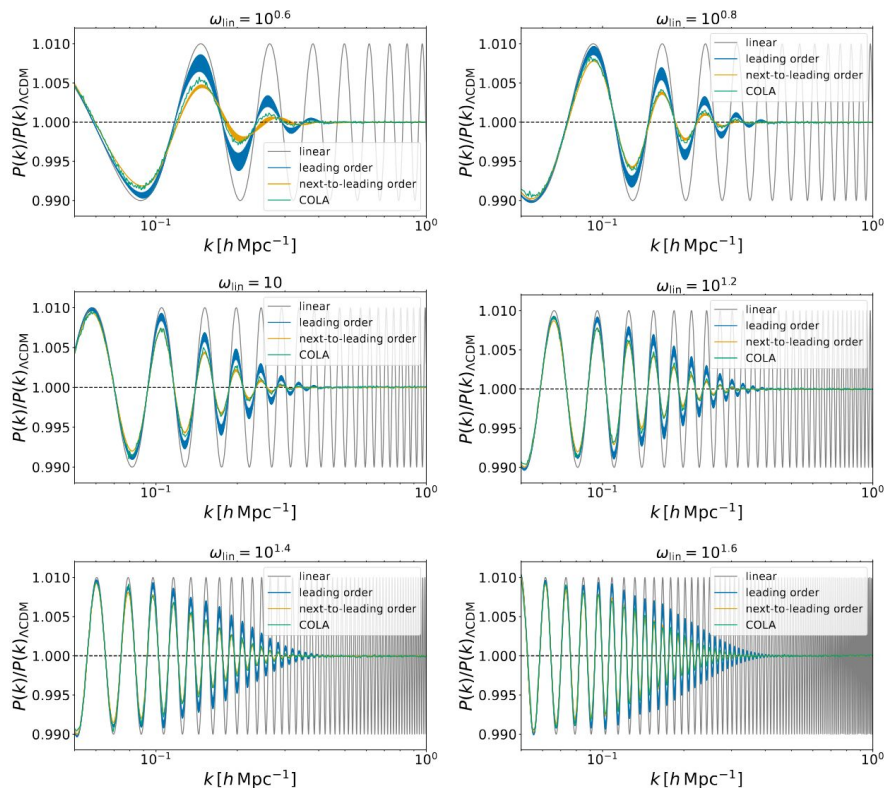 ω_lin = 10^0.6
ω_lin = 10^0.8
1.010
1.005
1.000
0.995
0.990
P(k)/P(k)_ΛCDM
linear
leading order
next-to-leading order
COLA
10^−1
10^0
k [h Mpc^−1]
1.010
1.005
1.000
0.995
0.990
P(k)/P(k)_ΛCDM
linear
leading order
next-to-leading order
COLA
10^−1
10^0
k [h Mpc^−1]
ω_lin = 10
ω_lin = 10^1.2
1.010
1.005
1.000
0.995
0.990
P(k)/P(k)_ΛCDM
linear
leading order
next-to-leading order
COLA
10^−1
10^0
k [h Mpc^−1]
1.010
1.005
1.000
0.995
0.990
P(k)/P(k)_ΛCDM
linear
leading order
next-to-leading order
COLA
10^−1
10^0
k [h Mpc^−1]
ω_lin = 10^1.4
ω_lin = 10^1.6
1.010
1.005
1.000
0.995
0.990
P(k)/P(k)_ΛCDM
linear
leading order
next-to-leading order
COLA
10^−1
10^0
k [h Mpc^−1]
1.010
1.005
1.000
0.995
0.990
P(k)/P(k)_ΛCDM
linear
leading order
next-to-leading order
COLA
10^−1
10^0
k [h Mpc^−1]